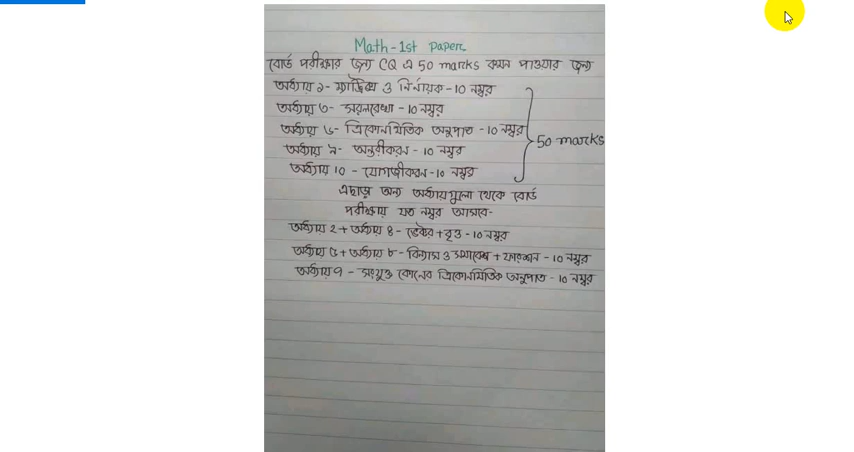 Math-1st paper.
বোর্ড পরীক্ষার জন্য CQ এ 50 marks কমন পাওয়ার জন্য
অধ্যায় ১- ম্যাট্রিক্স ও নির্নায়ক - 10 নম্বর
অধ্যায় ৩- সরলরেখা - 10 নম্বর
অধ্যায় ৬- ত্রিকোনমিতিক অনুপাত - 10 নম্বর
50 marks
অধ্যায় ৯- অন্তরীকরণ - 10 নম্বর
অধ্যায় 10 - যোগজীকরণ - 10 নম্বর
এছাড়া অন্য অধ্যায়গুলো থেকে বোর্ড
পরীক্ষায় যত নম্বর আসবে-
অধ্যায় 2 + অধ্যায় ৪ - ভেক্টর + বৃত্ত - 10 নম্বর
অধ্যায় ৫ + অধ্যায় ৮ - বিন্যাস ও সমাবেশ + ফাংশন - 10 নম্বর
অধ্যায় ৭ - সংযুক্ত কোনের ত্রিকোনমিতিক অনুপাত - 10 নম্বর